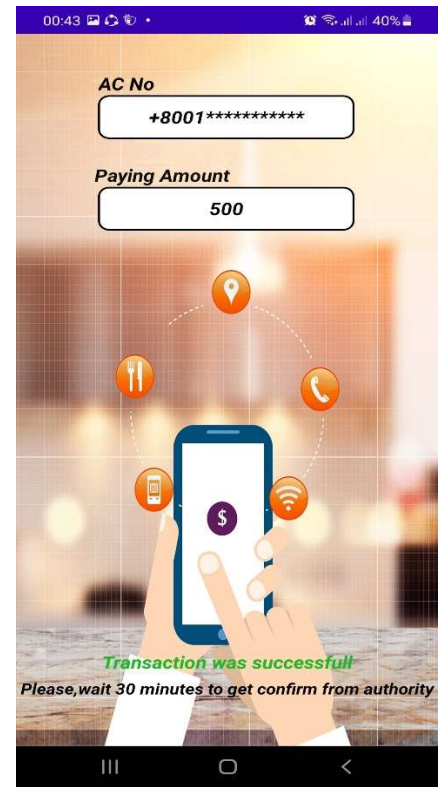 00:43
40%
AC No
+8001***********
Paying Amount
500
$
Transaction was successfull
Please,wait 30 minutes to get confirm from authority